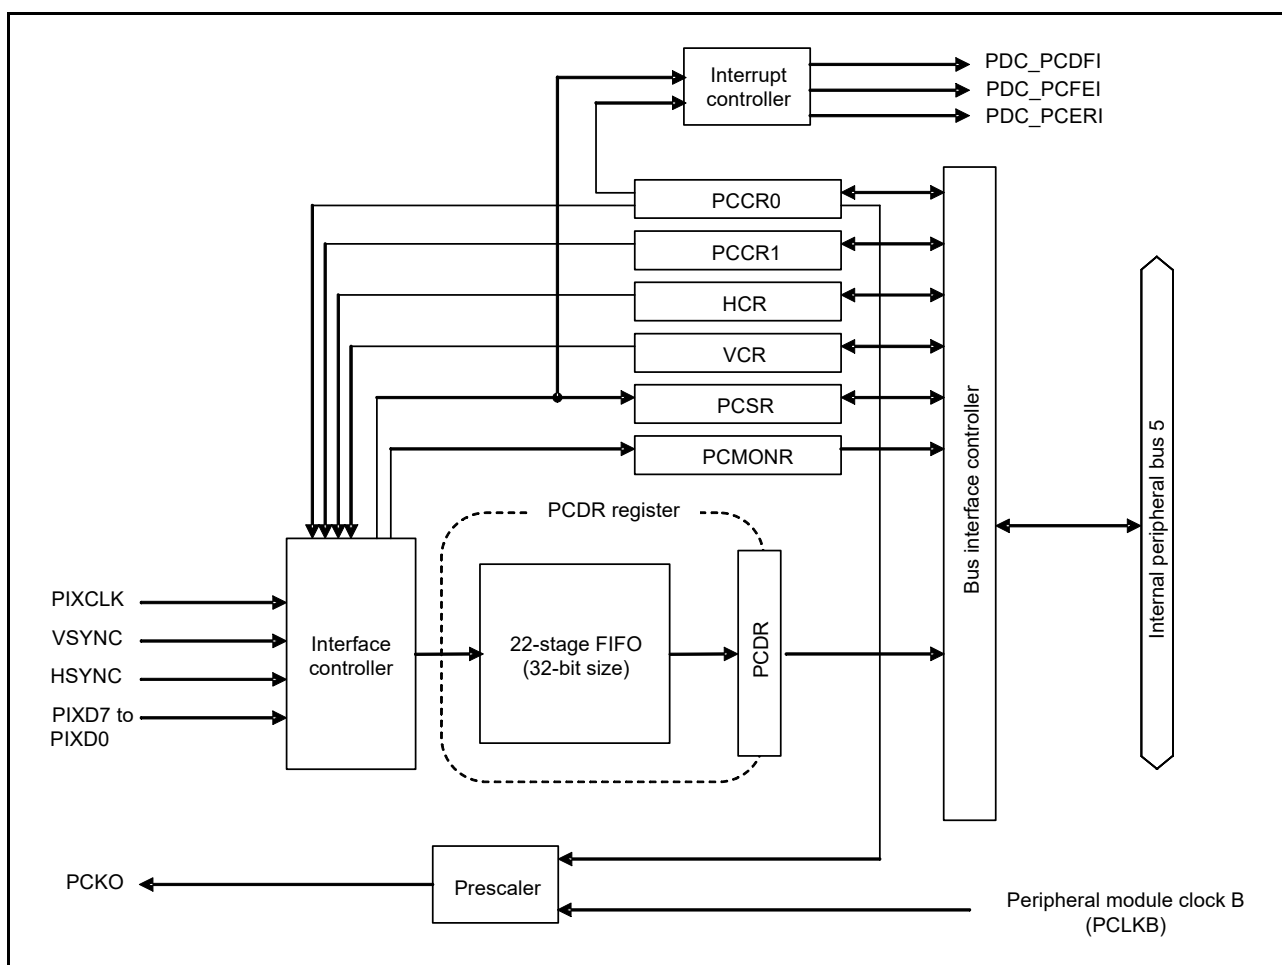 Interrupt
controller
PDC_PCDFI
PDC_PCFEI
PDC_PCERI
PCCR0
PCCR1
HCR
VCR
PCSR
PCMONR
Bus interface controller
Internal peripheral bus 5
PCDR register
PIXCLK
VSYNC
HSYNC
PIXD7 to
PIXD0
Interface
controller
22-stage FIFO
(32-bit size)
PCDR
PCKO
Prescaler
Peripheral module clock B
(PCLKB)